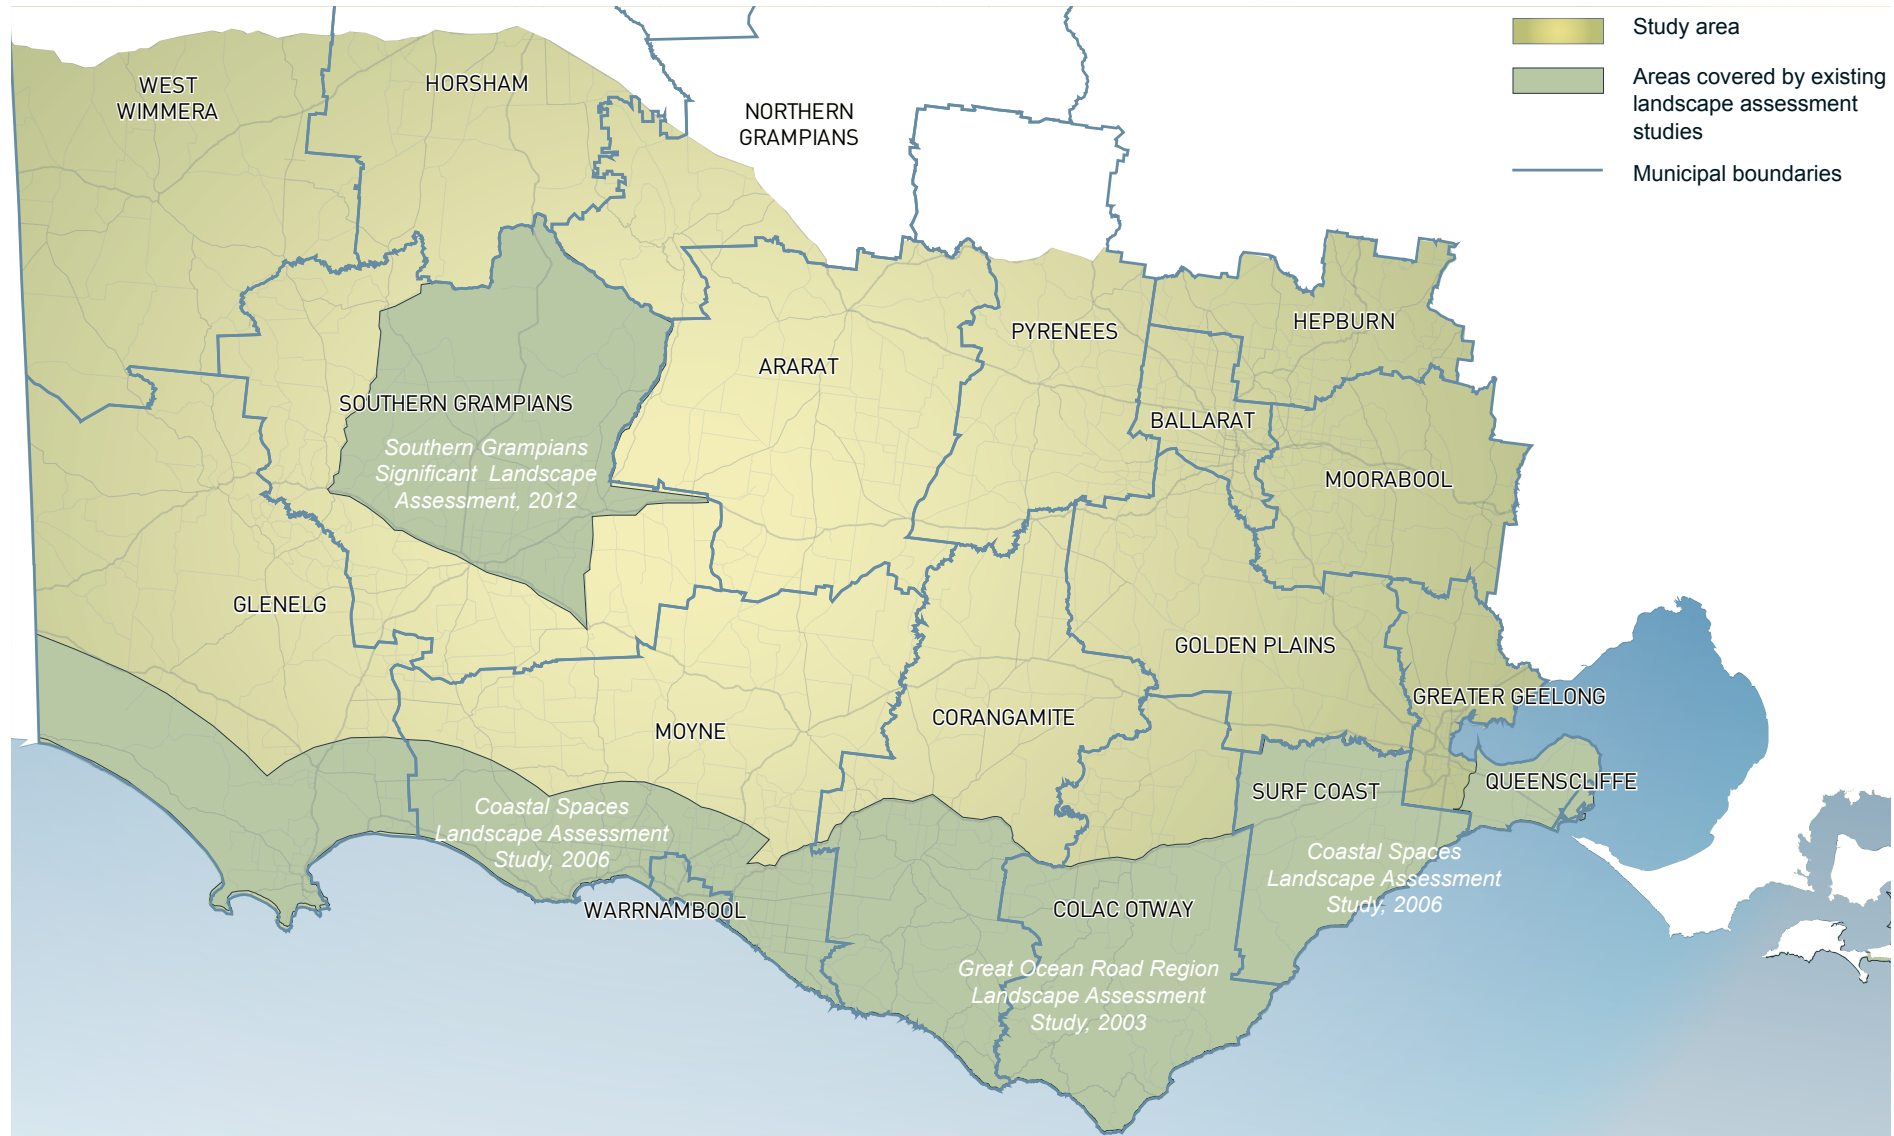 Study area
Areas covered by existing
landscape assessment
studies
Municipal boundaries
WEST
WIMMERA
HORSHAM
NORTHERN
GRAMPIANS
HEPBURN
PYRENEES
ARARAT
SOUTHERN GRAMPIANS
BALLARAT
Southern Grampians
Significant Landscape
Assessment, 2012
MOORABOOL
GLENELG
GOLDEN PLAINS
GREATER GEELONG
CORANGAMITE
MOYNE
QUEENSCLIFFE
SURF COAST
Coastal Spaces
Landscape Assessment
Study, 2006
Coastal Spaces
Landscape Assessment
Study, 2006
WARRNAMBOOL
COLAC OTWAY
Great Ocean Road Region
Landscape Assessment
Study, 2003